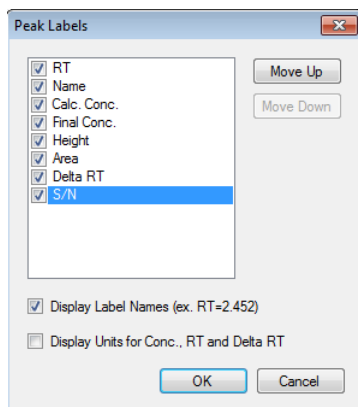 Peak Labels
RT
Name
Calc. Conc.
Final Conc.
Height
Area
Delta RT
S/N
Move Up
Move Down
Display Label Names (ex. RT=2.452)
Display Units for Conc., RT and Delta RT
OK
Cancel